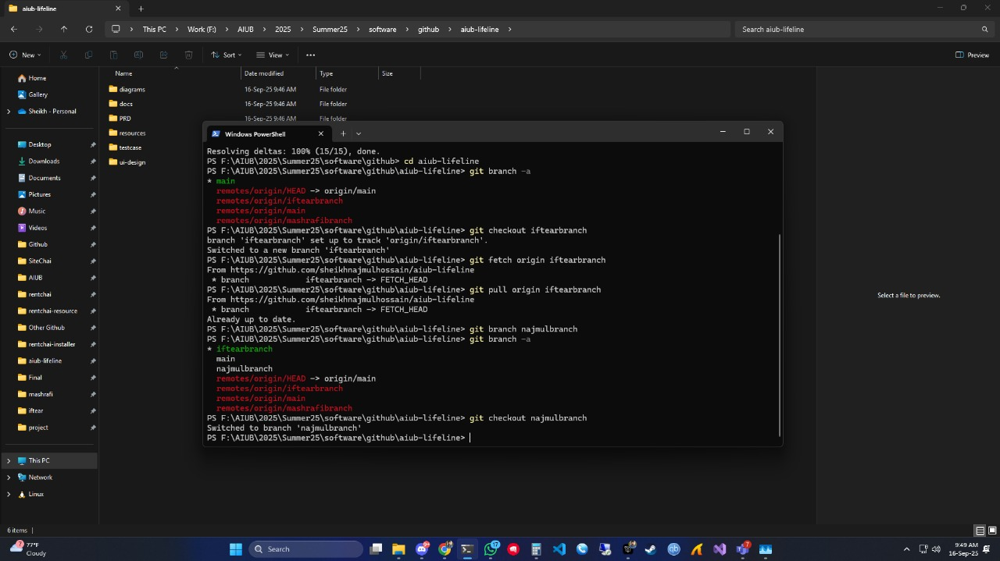 aiub-lifeline
This PC > Work (F:) > AIUB > 2025 > Summer25 > software > github > aiub-lifeline >
Search aiub-lifeline
New
Sort
View
Preview
Name
Date modified
Type
Size
Home
Gallery
Sheikh - Personal
Desktop
Downloads
Documents
Pictures
Music
Videos
Github
SiteChai
AIUB
rentchai
rentchai-resource
Other Github
rentchai-installer
aiub-lifeline
Final
mashrafi
iftear
project
This PC
Network
Linux
diagrams 16-Sep-25 9:46 AM File folder
docs 16-Sep-25 9:46 AM File folder
PRD 16-Sep-25 9:46 AM File folder
resources
testcase
ui-design
Windows PowerShell
Resolving deltas: 100% (15/15), done.
PS F:\AIUB\2025\Summer25\software\github> cd aiub-lifeline
PS F:\AIUB\2025\Summer25\software\github\aiub-lifeline> git branch -a
* main
remotes/origin/HEAD -> origin/main
remotes/origin/iftearbranch
remotes/origin/main
remotes/origin/mashrafibranch
PS F:\AIUB\2025\Summer25\software\github\aiub-lifeline> git checkout iftearbranch
branch 'iftearbranch' set up to track 'origin/iftearbranch'.
Switched to a new branch 'iftearbranch'
PS F:\AIUB\2025\Summer25\software\github\aiub-lifeline> git fetch origin iftearbranch
From https://github.com/sheikhnajmulhossain/aiub-lifeline
* branch iftearbranch -> FETCH_HEAD
PS F:\AIUB\2025\Summer25\software\github\aiub-lifeline> git pull origin iftearbranch
From https://github.com/sheikhnajmulhossain/aiub-lifeline
* branch iftearbranch -> FETCH_HEAD
Already up to date.
PS F:\AIUB\2025\Summer25\software\github\aiub-lifeline> git branch najmulbranch
PS F:\AIUB\2025\Summer25\software\github\aiub-lifeline> git branch -a
* iftearbranch
main
najmulbranch
remotes/origin/HEAD -> origin/main
remotes/origin/iftearbranch
remotes/origin/main
remotes/origin/mashrafibranch
PS F:\AIUB\2025\Summer25\software\github\aiub-lifeline> git checkout najmulbranch
Switched to branch 'najmulbranch'
PS F:\AIUB\2025\Summer25\software\github\aiub-lifeline>
Select a file to preview.
6 items
7
77°F
Cloudy
Search
17
7
9:49 AM
16-Sep-25